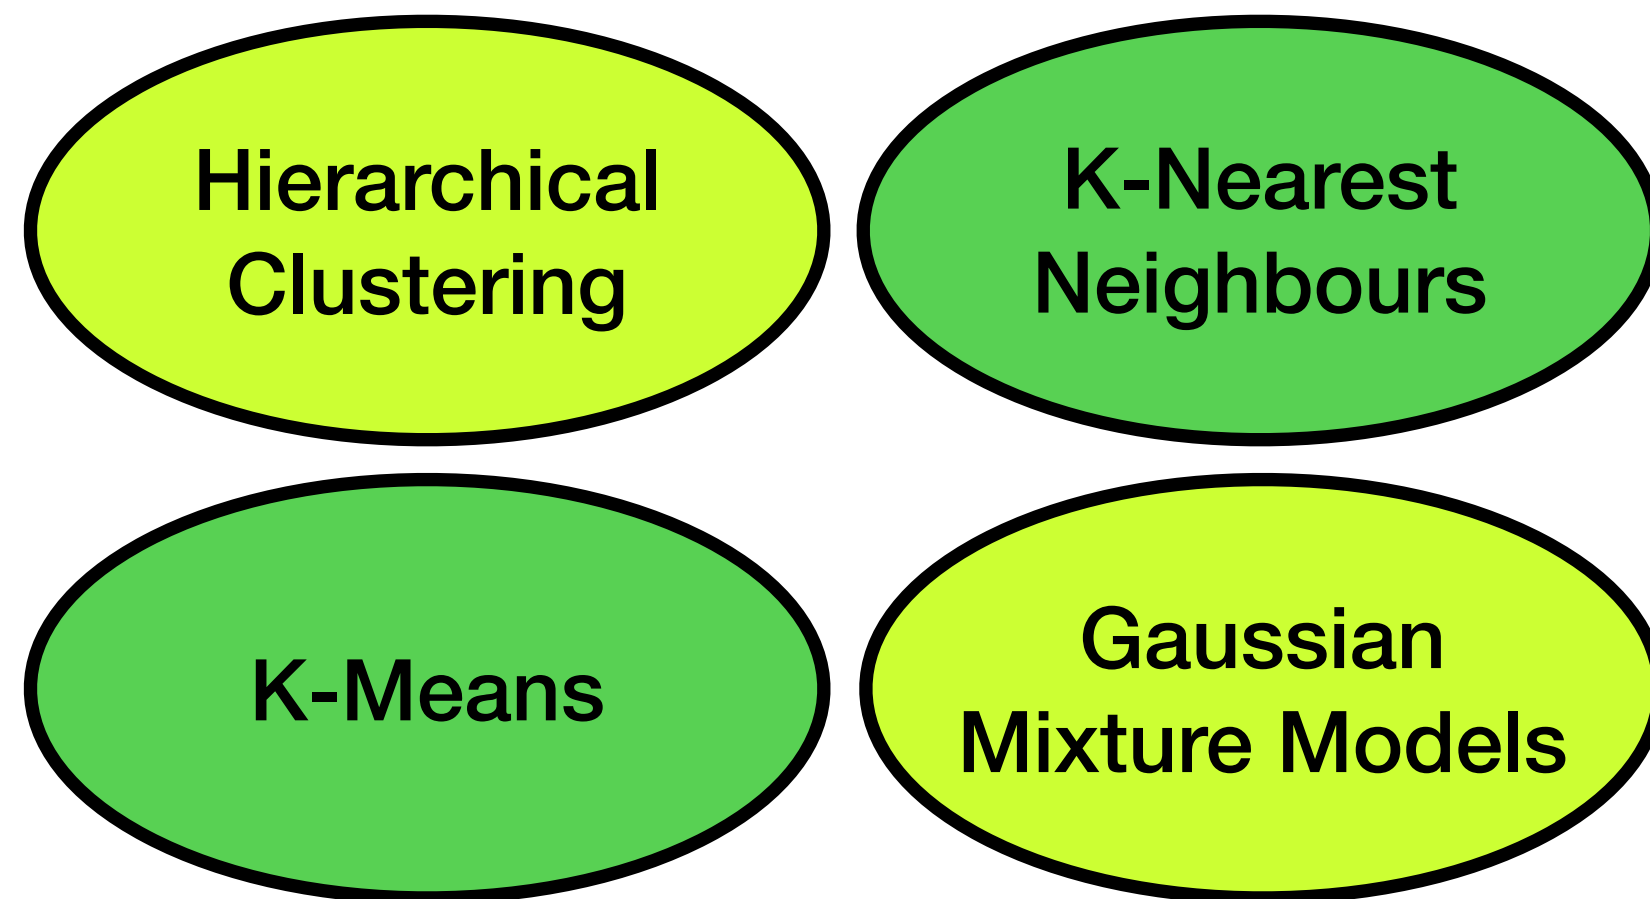 Hierarchical
Clustering
K-Nearest
Neighbours
K-Means
Gaussian
Mixture Models